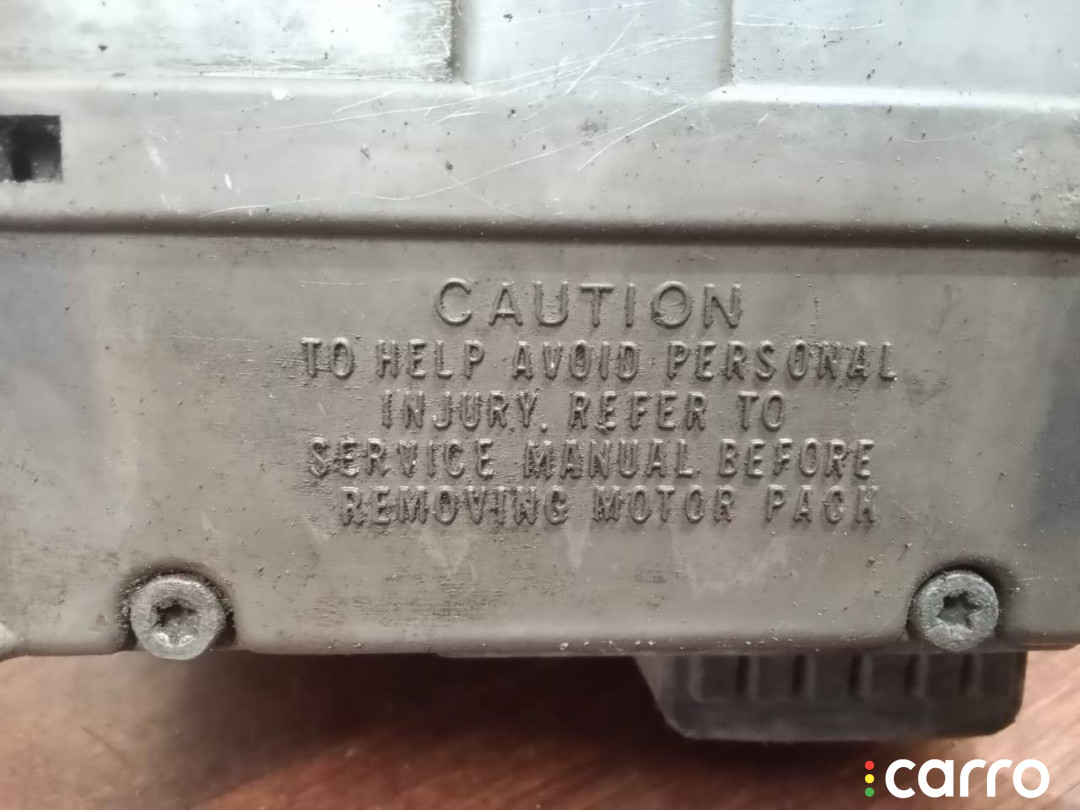 CAUTION
TO HELP AVOID PERSONAL
INJURY, REFER TO
SERVICE MANUAL BEFORE
REMOVING MOTOR PACK
carro